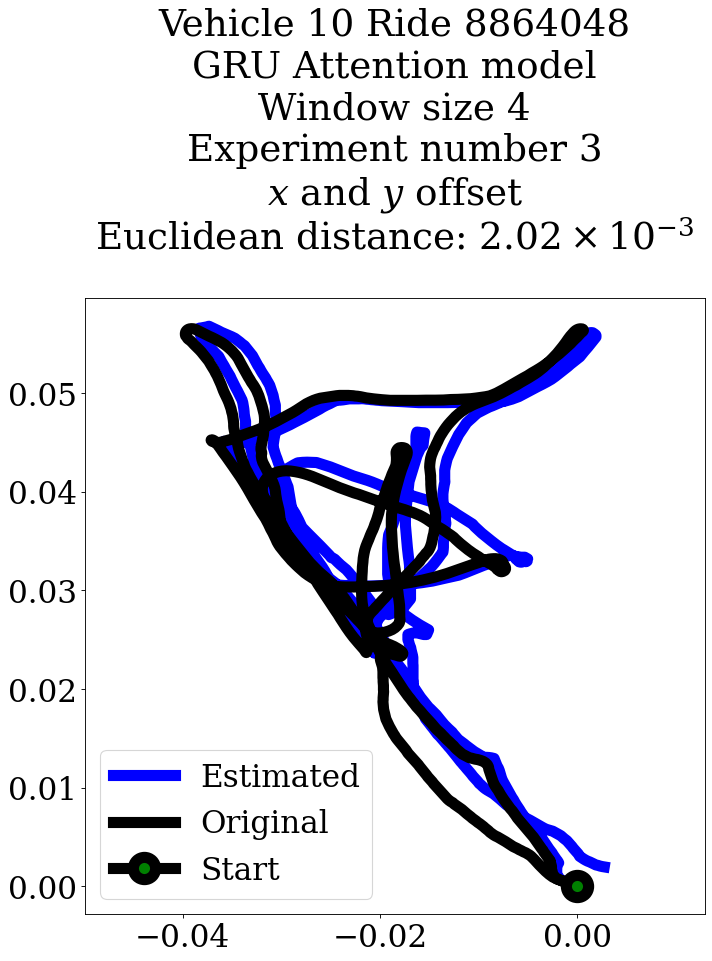 Vehicle 10 Ride 8864048
GRU Attention model
Window size 4
Experiment number 3
x and y offset
Euclidean distance: 2.02 × 10⁻³
0.05
0.04
0.03
0.02
0.01
0.00
Estimated
Original
Start
−0.04
−0.02
0.00